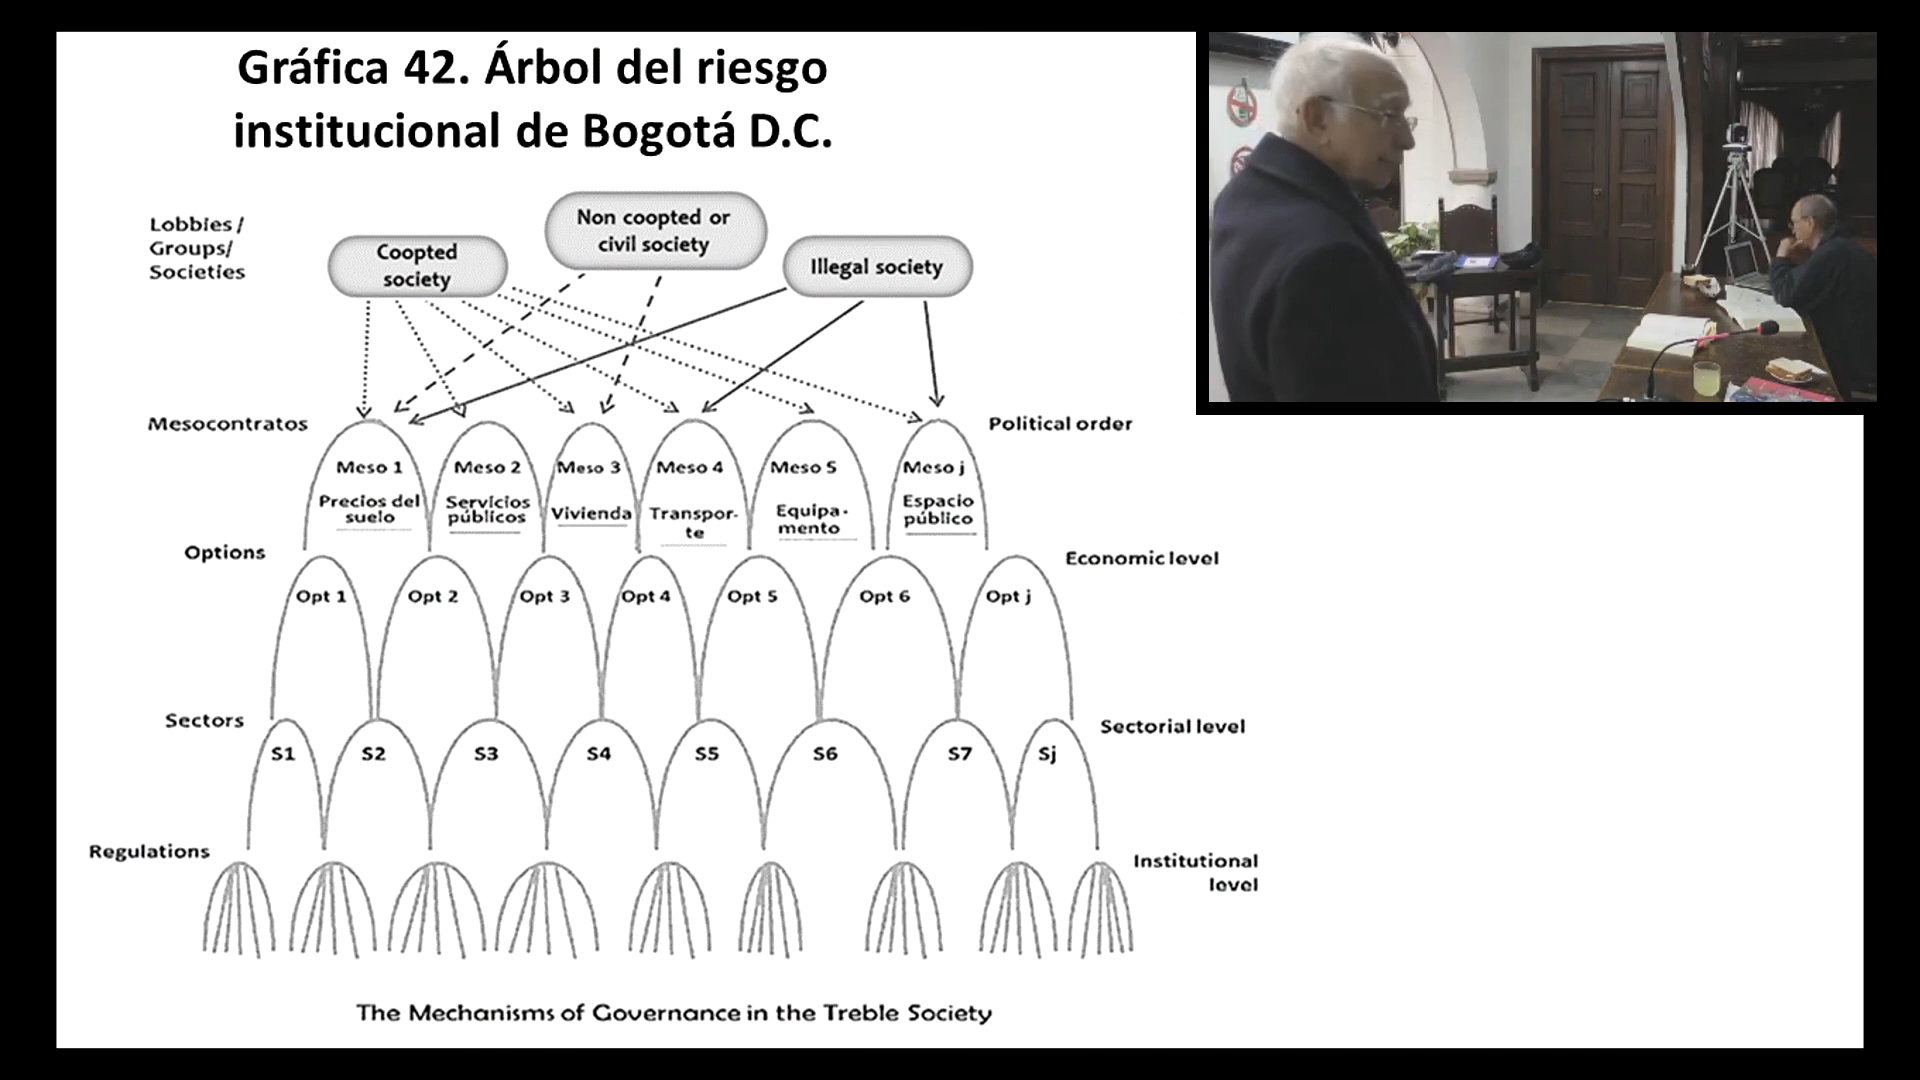 Gráfica 42. Árbol del riesgo
institucional de Bogotá D.C.
Lobbies /
Groups/
Societies
Coopted
society
Non coopted or
civil society
Illegal society
Mesocontratos
Political order
Meso 1
Precios del
suelo
Meso 2
Servicios
públicos
Meso 3
Vivienda
Meso 4
Transpor-
te
Meso 5
Equipa-
mento
Meso j
Espacio
público
Options
Economic level
Opt 1
Opt 2
Opt 3
Opt 4
Opt 5
Opt 6
Opt j
Sectors
Sectorial level
S1
S2
S3
S4
S5
S6
S7
Sj
Regulations
Institutional
level
The Mechanisms of Governance in the Treble Society